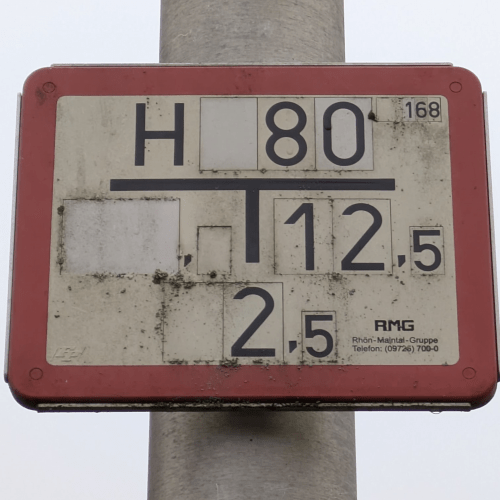 H 80 168
, 12,5
2,5
RMG
Rhön-Maintal-Gruppe
Telefon: (09726) 700-0